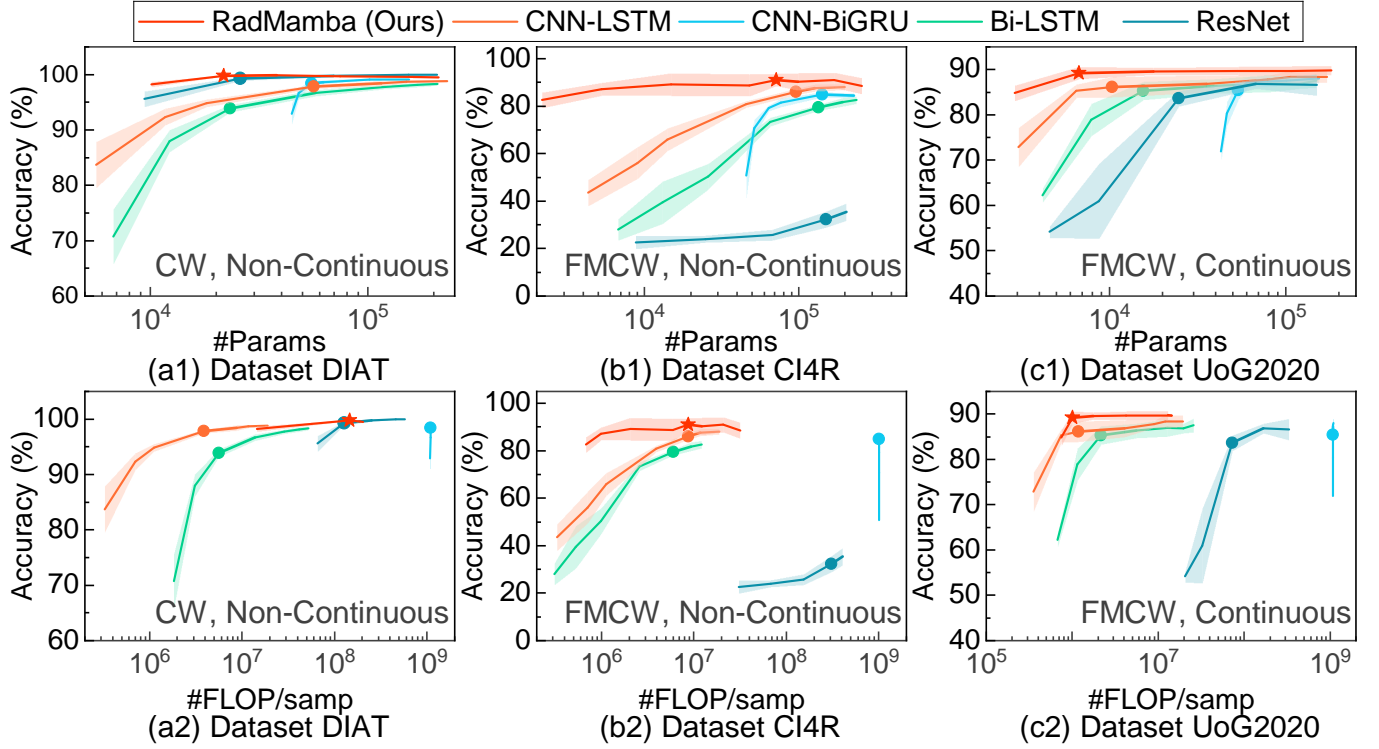 RadMamba (Ours) CNN-LSTM CNN-BiGRU Bi-LSTM ResNet
Accuracy (%)
100
95
90
85
80
70
60
CW, Non-Continuous
10^4 10^5
#Params
(a1) Dataset DIAT
Accuracy (%)
100
80
60
40
20
0
FMCW, Non-Continuous
10^4 10^5
#Params
(b1) Dataset CI4R
Accuracy (%)
90
80
70
60
50
40
FMCW, Continuous
10^4 10^5
#Params
(c1) Dataset UoG2020
Accuracy (%)
100
90
80
70
60
CW, Non-Continuous
10^6 10^7 10^8 10^9
#FLOP/samp
(a2) Dataset DIAT
Accuracy (%)
100
80
60
40
20
0
FMCW, Non-Continuous
10^6 10^7 10^8 10^9
#FLOP/samp
(b2) Dataset CI4R
Accuracy (%)
90
80
70
60
50
40
FMCW, Continuous
10^5 10^7 10^9
#FLOP/samp
(c2) Dataset UoG2020